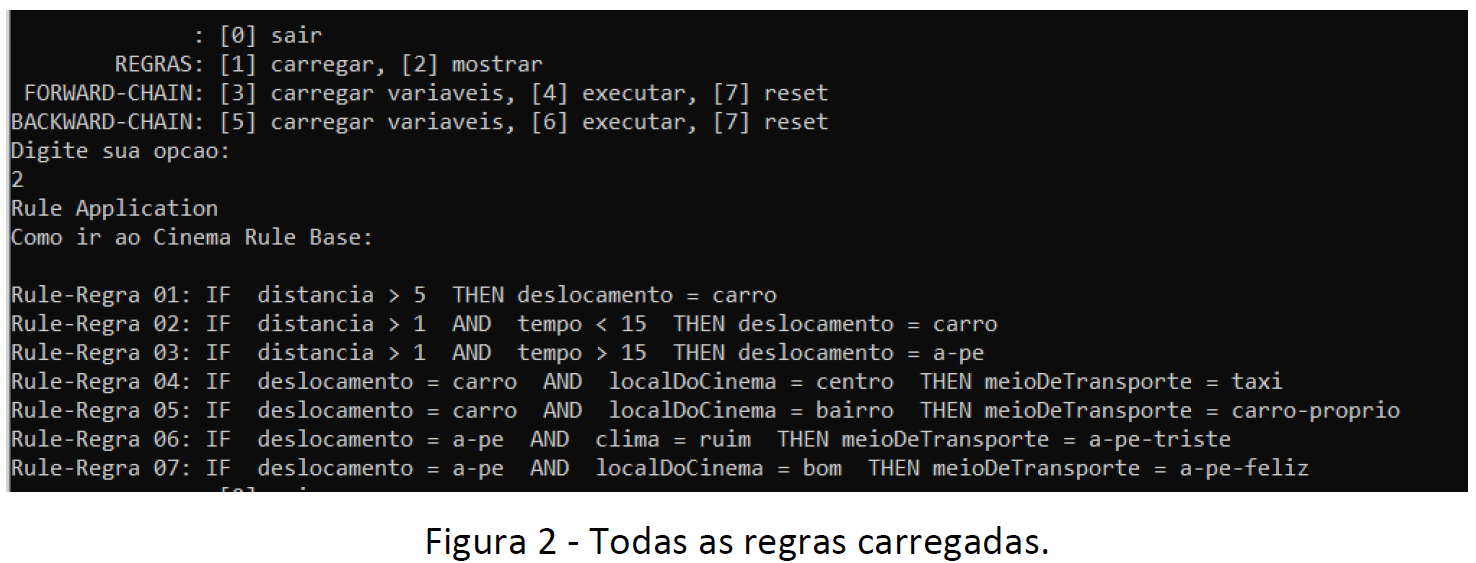 : [0] sair
REGRAS: [1] carregar, [2] mostrar
FORWARD-CHAIN: [3] carregar variaveis, [4] executar, [7] reset
BACKWARD-CHAIN: [5] carregar variaveis, [6] executar, [7] reset
Digite sua opcao:
2
Rule Application
Como ir ao Cinema Rule Base:
Rule-Regra 01: IF  distancia > 5  THEN deslocamento = carro
Rule-Regra 02: IF  distancia > 1  AND  tempo < 15  THEN deslocamento = carro
Rule-Regra 03: IF  distancia > 1  AND  tempo > 15  THEN deslocamento = a-pe
Rule-Regra 04: IF  deslocamento = carro  AND  localDoCinema = centro  THEN meioDeTransporte = taxi
Rule-Regra 05: IF  deslocamento = carro  AND  localDoCinema = bairro  THEN meioDeTransporte = carro-proprio
Rule-Regra 06: IF  deslocamento = a-pe  AND  clima = ruim  THEN meioDeTransporte = a-pe-triste
Rule-Regra 07: IF  deslocamento = a-pe  AND  localDoCinema = bom  THEN meioDeTransporte = a-pe-feliz
Figura 2 - Todas as regras carregadas.